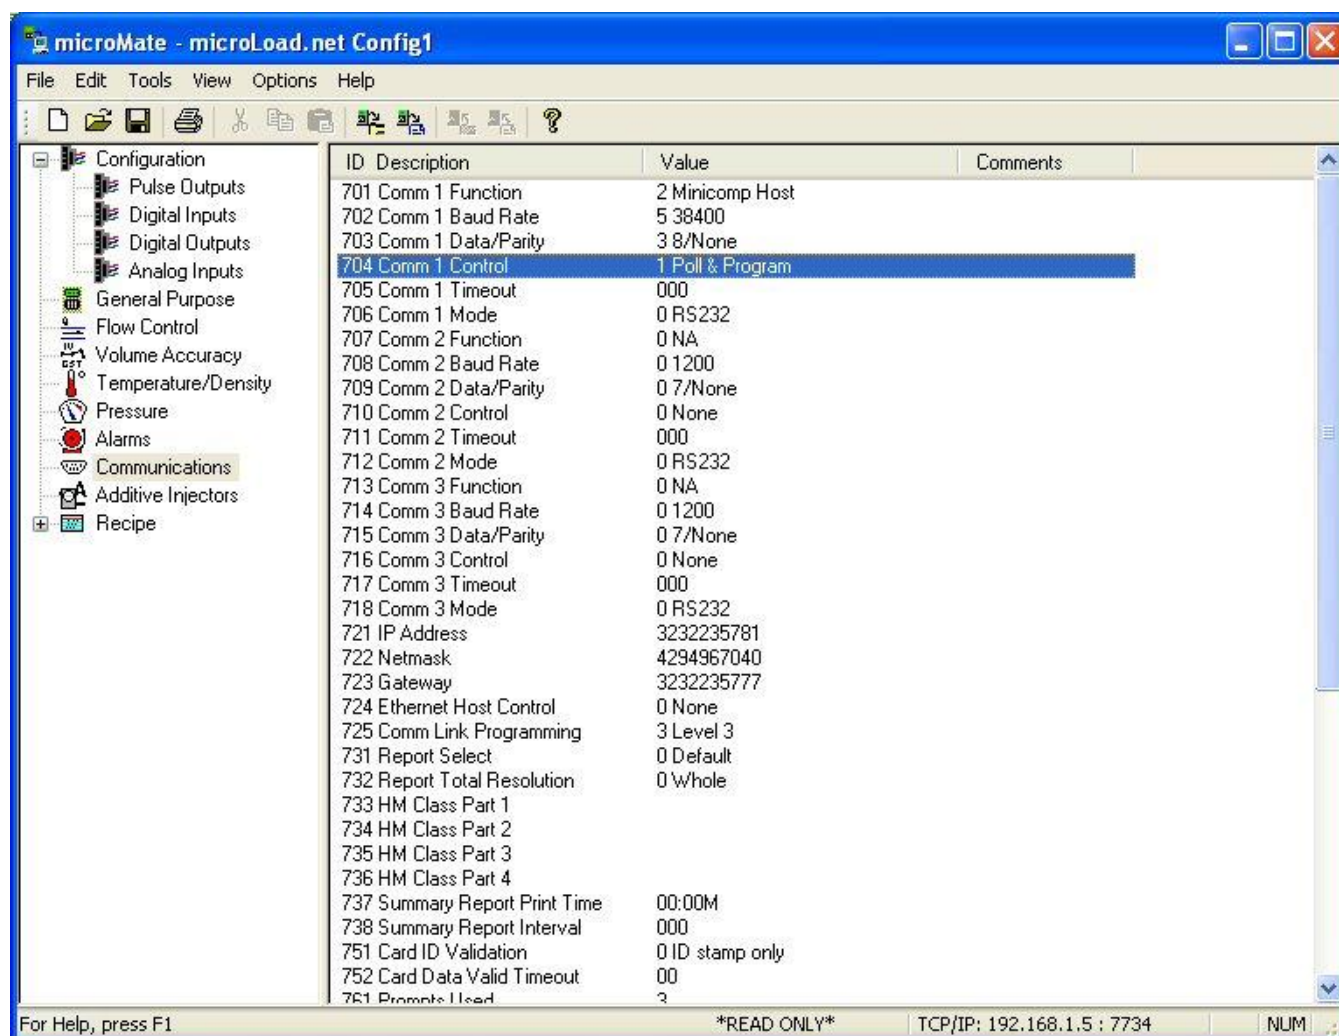 microMate - microLoad.net Config1
File Edit Tools View Options Help
Configuration
Pulse Outputs
Digital Inputs
Digital Outputs
Analog Inputs
General Purpose
Flow Control
Volume Accuracy
Temperature/Density
Pressure
Alarms
Communications
Additive Injectors
Recipe
ID Description Value Comments
701 Comm 1 Function 2 Minicomp Host
702 Comm 1 Baud Rate 5 38400
703 Comm 1 Data/Parity 3 8/None
704 Comm 1 Control 1 Poll & Program
705 Comm 1 Timeout 000
706 Comm 1 Mode 0 RS232
707 Comm 2 Function 0 NA
708 Comm 2 Baud Rate 0 1200
709 Comm 2 Data/Parity 0 7/None
710 Comm 2 Control 0 None
711 Comm 2 Timeout 000
712 Comm 2 Mode 0 RS232
713 Comm 3 Function 0 NA
714 Comm 3 Baud Rate 0 1200
715 Comm 3 Data/Parity 0 7/None
716 Comm 3 Control 0 None
717 Comm 3 Timeout 000
718 Comm 3 Mode 0 RS232
721 IP Address 3232235781
722 Netmask 4294967040
723 Gateway 3232235777
724 Ethernet Host Control 0 None
725 Comm Link Programming 3 Level 3
731 Report Select 0 Default
732 Report Total Resolution 0 Whole
733 HM Class Part 1
734 HM Class Part 2
735 HM Class Part 3
736 HM Class Part 4
737 Summary Report Print Time 00:00M
738 Summary Report Interval 000
751 Card ID Validation 0 ID stamp only
752 Card Data Valid Timeout 00
761 Prompts Used 3
For Help, press F1 *READ ONLY* TCP/IP: 192.168.1.5 : 7734 NUM